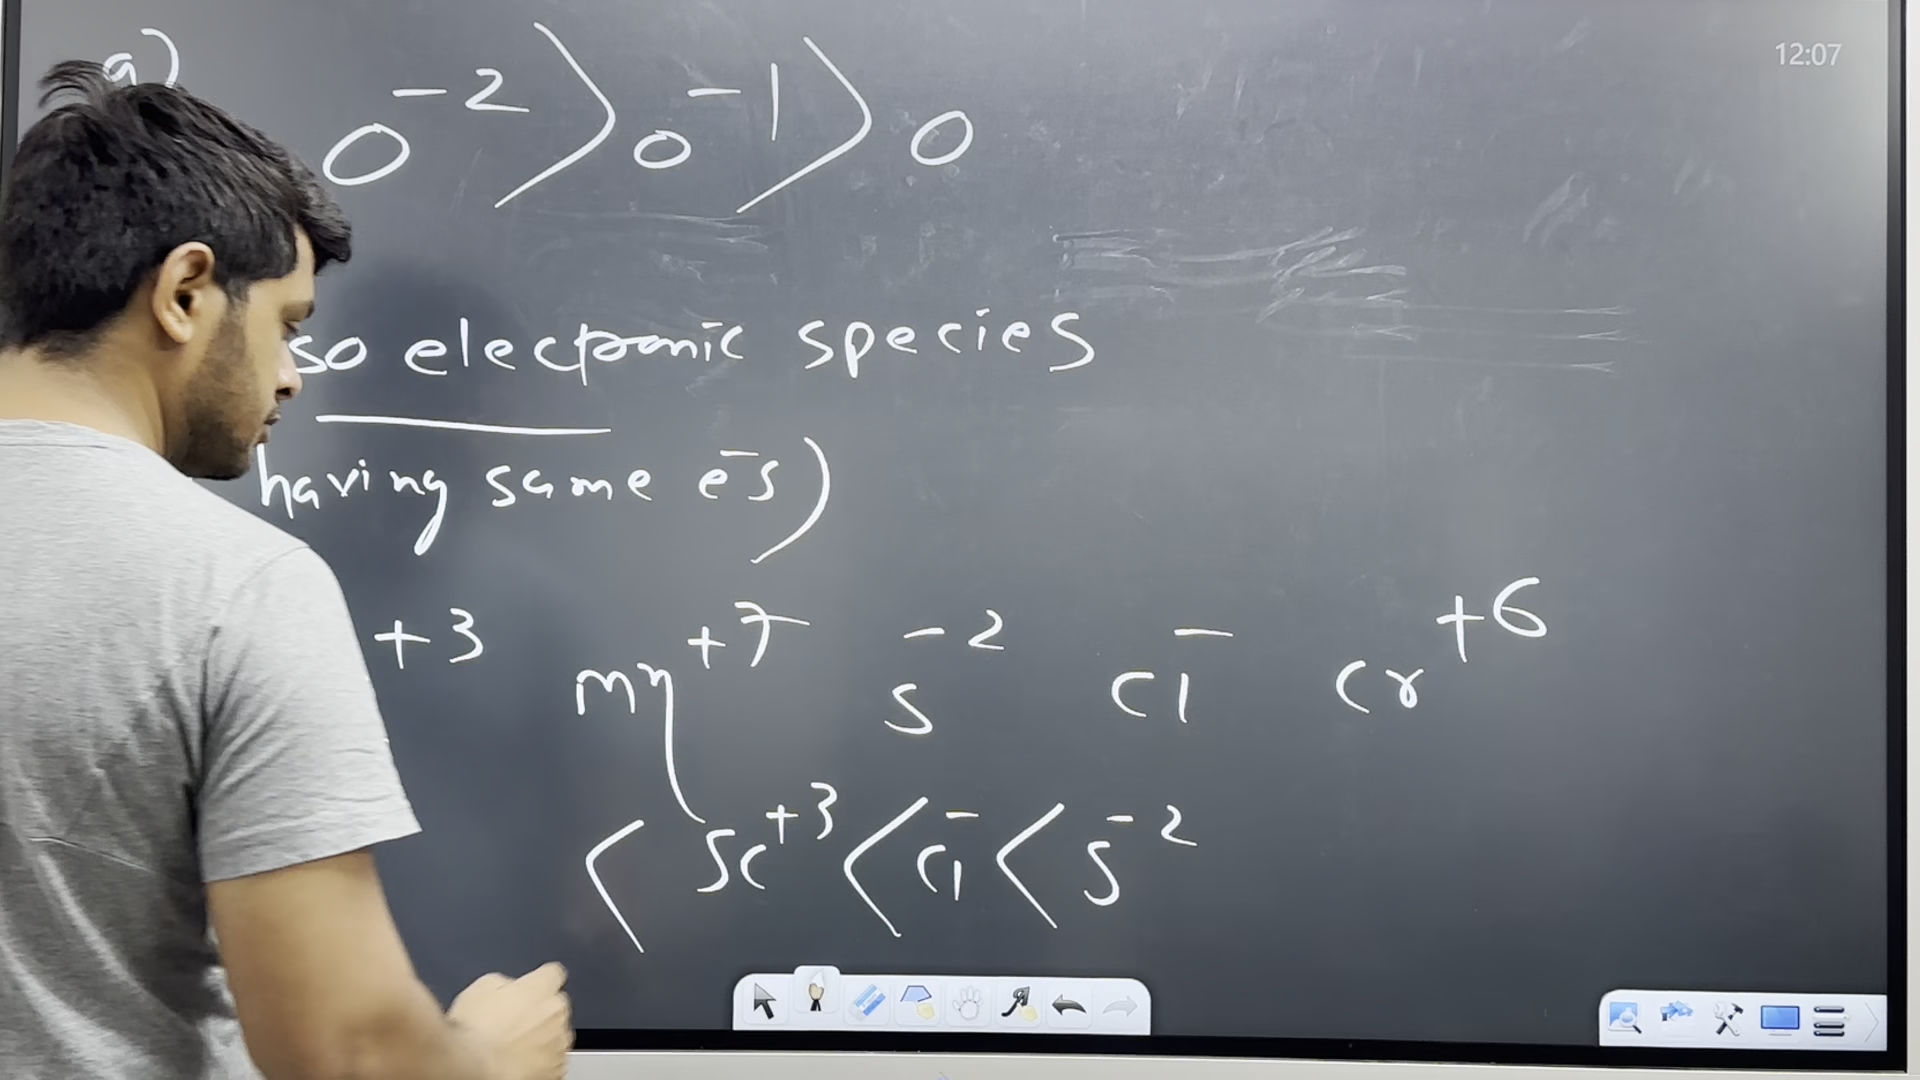 12:07
a)
O⁻² > O⁻¹ > O
so electronic species
having same e⁻s)
+3 Mn⁺⁷ S⁻² Cl⁻ Cr⁺⁶
< Sc⁺³ < Cl⁻ < S⁻²